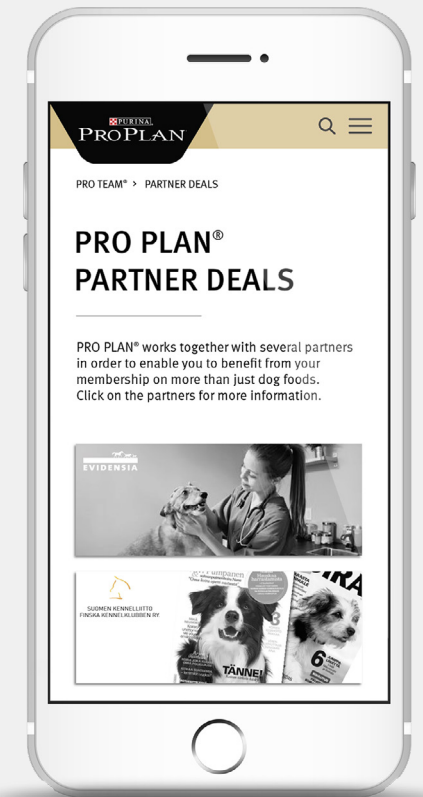 PURINA
PROPLAN
PRO TEAM® > PARTNER DEALS
PRO PLAN®
PARTNER DEALS
PRO PLAN® works together with several partners
in order to enable you to benefit from your
membership on more than just dog foods.
Click on the partners for more information.
EVIDENSIA
SUOMEN KENNELLIITTO
FINSKA KENNELKLUBBEN RY
TÄNNE!
3
6